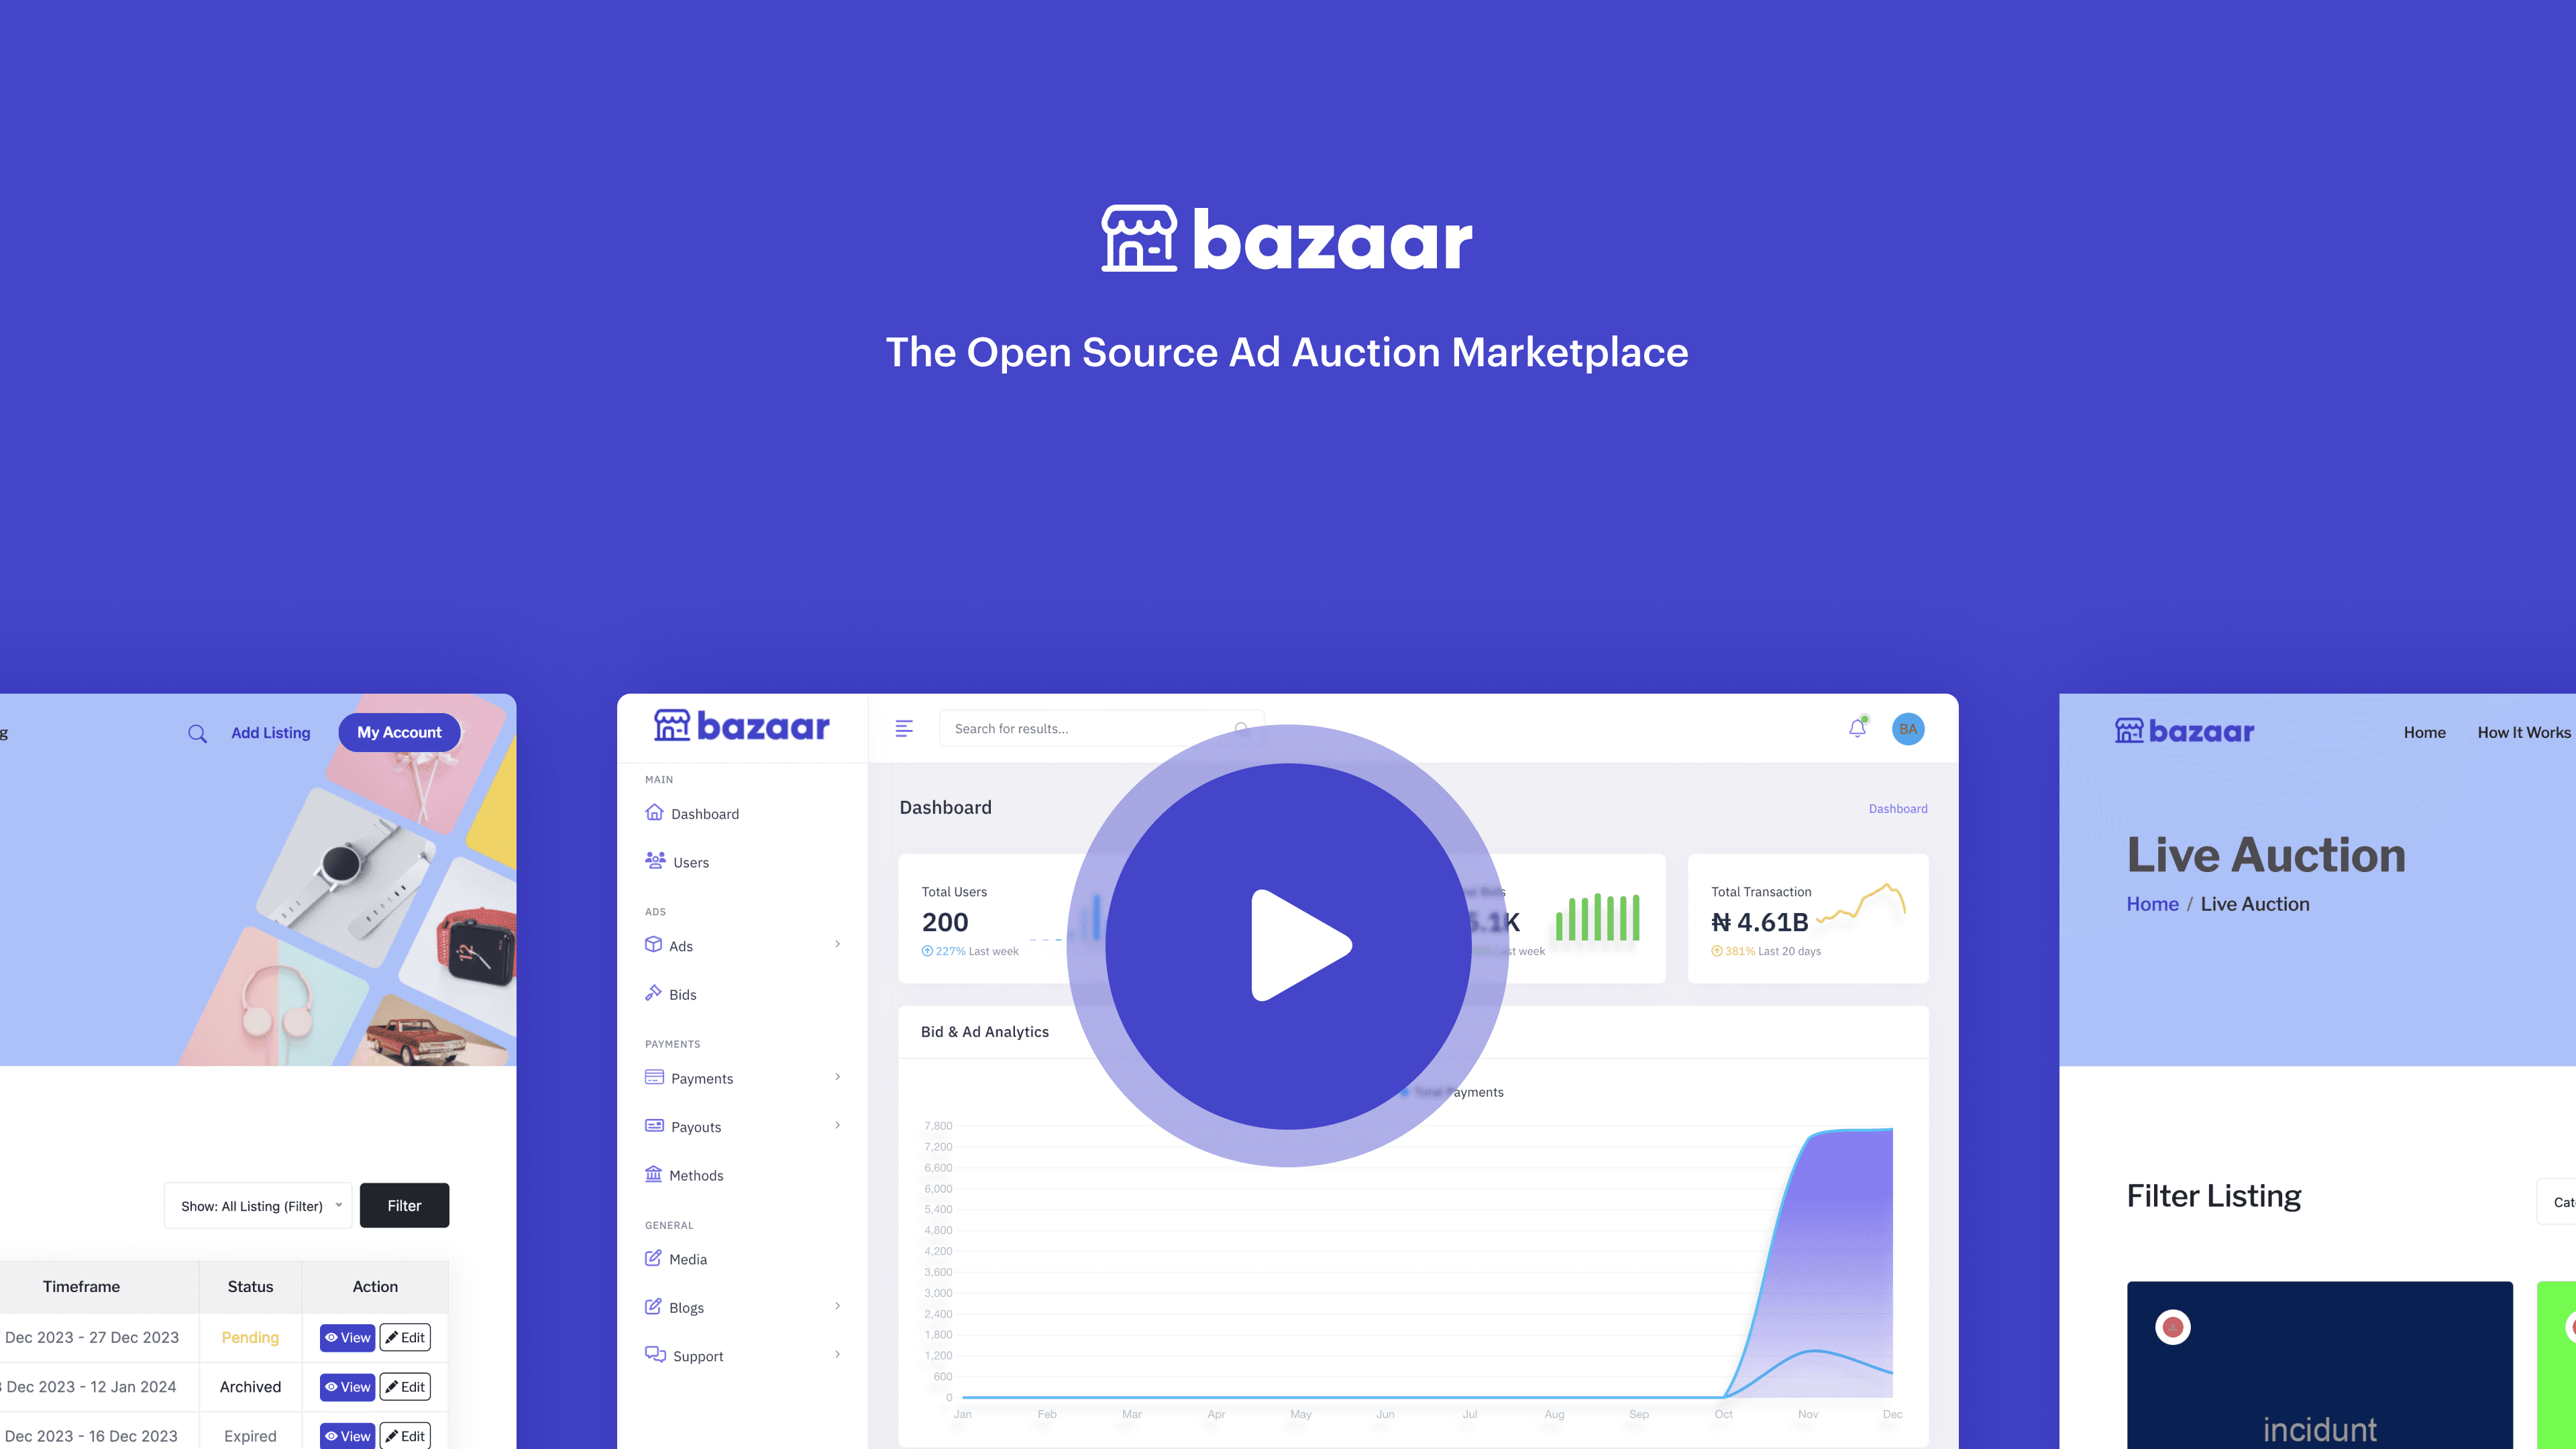 bazaar
The Open Source Ad Auction Marketplace
Add Listing
My Account
Show: All Listing (Filter)
Filter
Timeframe Status Action
Dec 2023 - 27 Dec 2023 Pending View Edit
Dec 2023 - 12 Jan 2024 Archived View Edit
Dec 2023 - 16 Dec 2023 Expired View Edit
bazaar
Search for results...
BA
MAIN
Dashboard
Users
ADS
Ads
Bids
PAYMENTS
Payments
Payouts
Methods
GENERAL
Media
Blogs
Support
Dashboard
Dashboard
Total Users
200
227% Last week
Bids
5.1K
st week
Total Transaction
₦ 4.61B
381% Last 20 days
Bid & Ad Analytics
Total Payments
7,800
7,200
6,600
6,000
5,400
4,800
4,200
3,600
3,000
2,400
1,800
1,200
600
0
Jan Feb Mar Apr May Jun Jul Aug Sep Oct Nov Dec
bazaar
Home
How It Works
Live Auction
Home / Live Auction
Filter Listing
Cat
incidunt